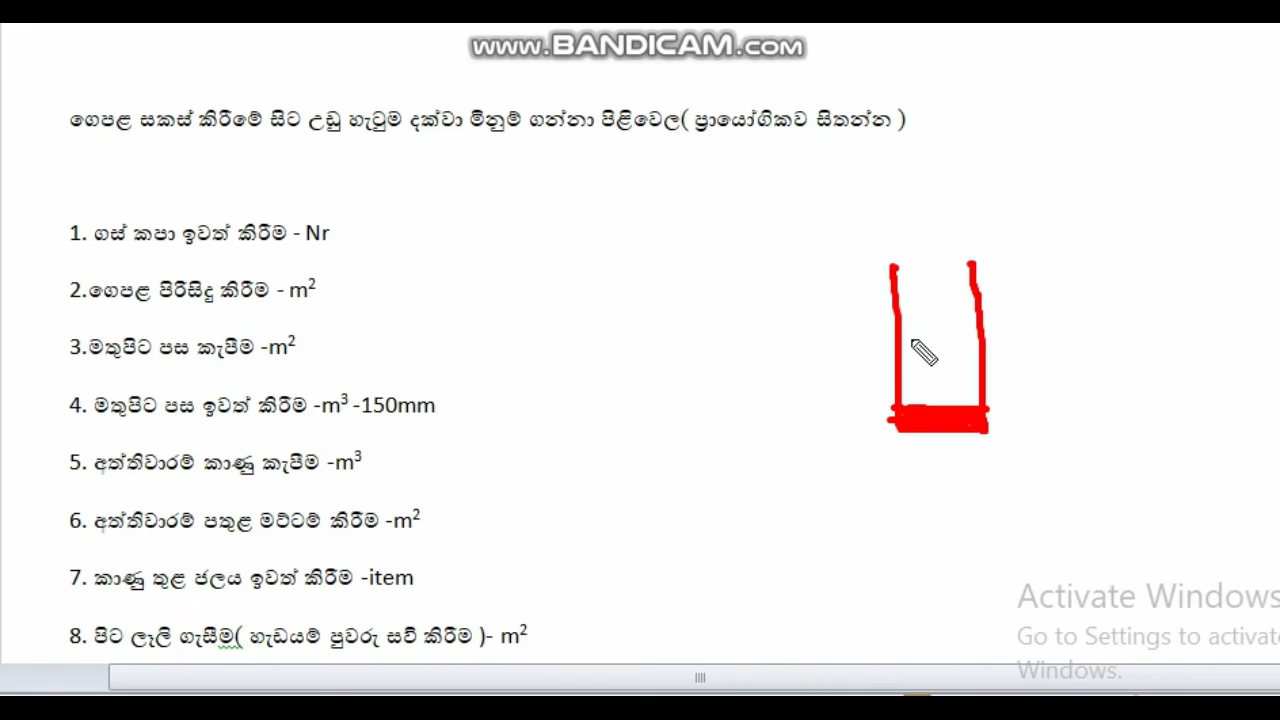 www.BANDICAM.com
ගෙපළ සකස් කිරීමේ සිට උඩු හැටුම දක්වා මිනුම් ගන්නා පිළිවෙල( ප්‍රායෝගිකව සිතන්න )
1. ගස් කපා ඉවත් කිරීම - Nr
2.ගෙපළ පිරිසිදු කිරීම - m²
3.මතුපිට පස කැපීම -m²
4. මතුපිට පස ඉවත් කිරීම -m³ -150mm
5. අත්තිවාරම් කාණු කැපීම -m³
6. අත්තිවාරම් පතුළ මට්ටම් කිරීම -m²
7. කාණු තුළ ජලය ඉවත් කිරීම -item
8. පිට ලෑලි ගැසීම( හැඩයම් පුවරු සවි කිරීම )- m²
Activate Windows
Go to Settings to activate
Windows.